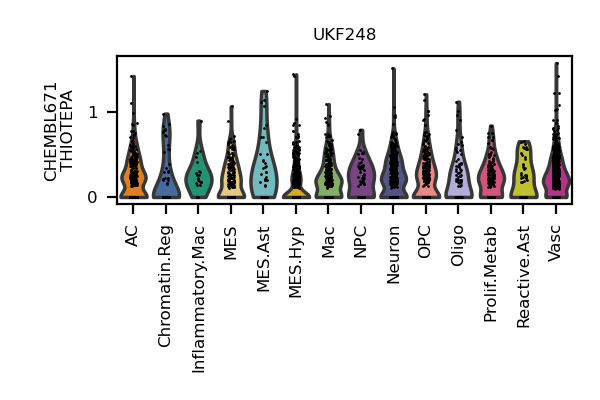 UKF248
CHEMBL671
THIOTEPA
1
0
AC
Chromatin.Reg
Inflammatory.Mac
MES
MES.Ast
MES.Hyp
Mac
NPC
Neuron
OPC
Oligo
Prolif.Metab
Reactive.Ast
Vasc